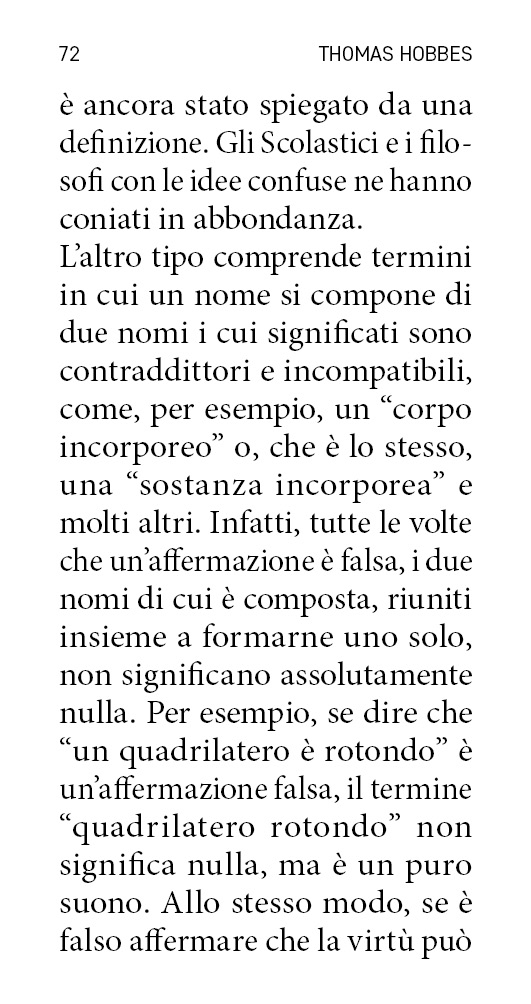 72 THOMAS HOBBES
è ancora stato spiegato da una
definizione. Gli Scolastici e i filo-
sofi con le idee confuse ne hanno
coniati in abbondanza.
L’altro tipo comprende termini
in cui un nome si compone di
due nomi i cui significati sono
contraddittori e incompatibili,
come, per esempio, un “corpo
incorporeo” o, che è lo stesso,
una “sostanza incorporea” e
molti altri. Infatti, tutte le volte
che un’affermazione è falsa, i due
nomi di cui è composta, riuniti
insieme a formarne uno solo,
non significano assolutamente
nulla. Per esempio, se dire che
“un quadrilatero è rotondo” è
un’affermazione falsa, il termine
“quadrilatero rotondo” non
significa nulla, ma è un puro
suono. Allo stesso modo, se è
falso affermare che la virtù può